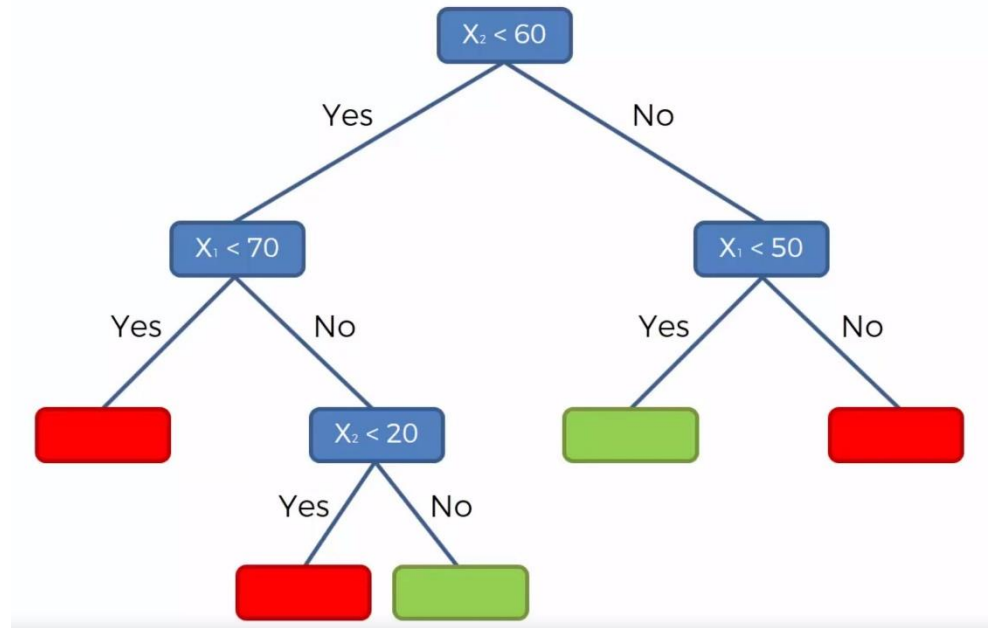 X₂ < 60
Yes
No
X₁ < 70
X₁ < 50
Yes
No
Yes
No
X₂ < 20
Yes
No